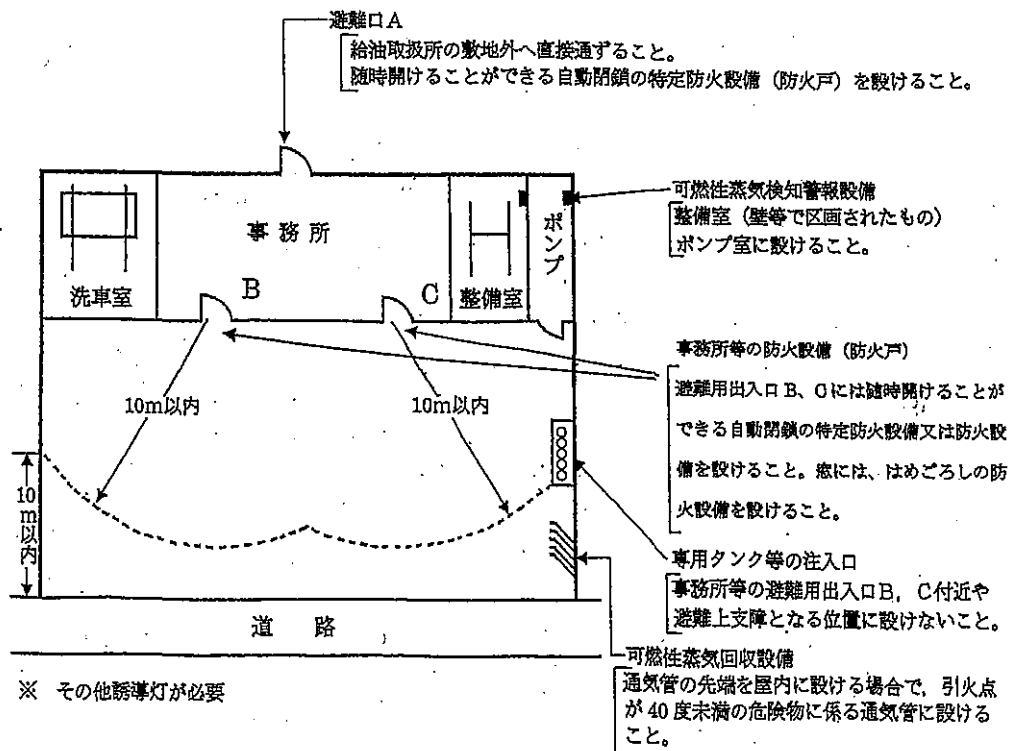 避難口A
給油取扱所の敷地外へ直接通ずること。
随時開けることができる自動閉鎖の特定防火設備（防火戸）を設けること。
可燃性蒸気検知警報設備
整備室（壁等で区画されたもの）
ポンプ室に設けること。
事務所
ポンプ
洗車室
B
C
整備室
事務所等の防火設備（防火戸）
避難用出入口B、Cには随時開けることが
できる自動閉鎖の特定防火設備又は防火設
備を設けること。窓には、はめごろしの防
火設備を設けること。
10m以内
10m以内
10m以内
専用タンク等の注入口
事務所等の避難用出入口B，C付近や
避難上支障となる位置に設けないこと。
道路
可燃性蒸気回収設備
通気管の先端を屋内に設ける場合で，引火点
が40度未満の危険物に係る通気管に設ける
こと。
※ その他誘導灯が必要